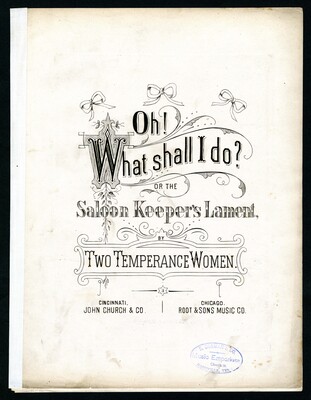 Oh!
What shall I do?
OR THE
Saloon Keeper's Lament,
BY
TWO TEMPERANCE WOMEN.
CINCINNATI,
JOHN CHURCH & CO.
CHICAGO,
ROOT & SONS MUSIC CO.